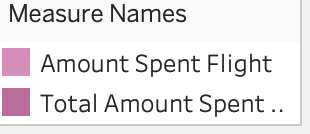 Measure Names
Amount Spent Flight
Total Amount Spent ..